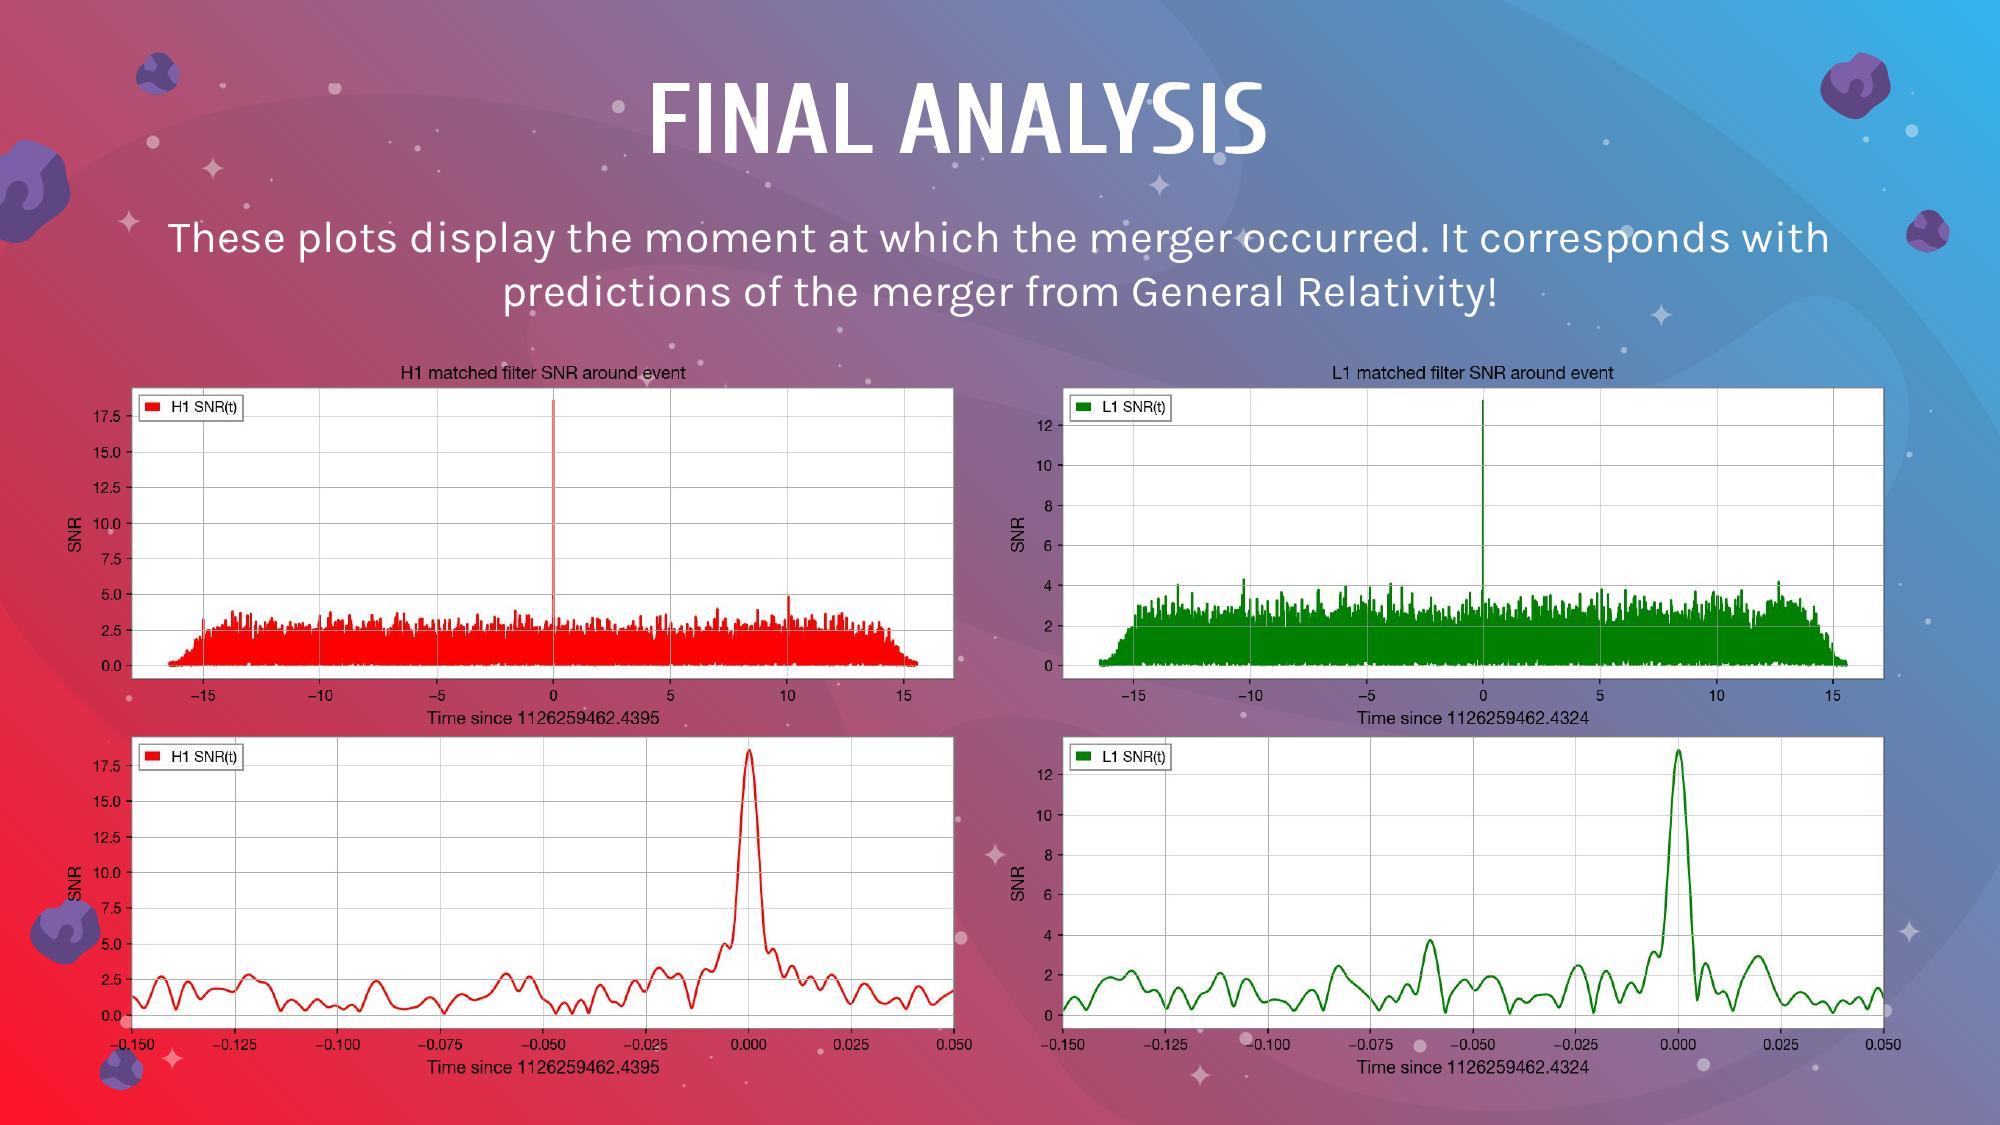 FINAL ANALYSIS
These plots display the moment at which the merger occurred. It corresponds with
predictions of the merger from General Relativity!
H1 matched filter SNR around event
H1 SNR(t)
SNR
17.5
15.0
12.5
10.0
7.5
5.0
2.5
0.0
−15 −10 −5 0 5 10 15
Time since 1126259462.4395
L1 matched filter SNR around event
L1 SNR(t)
SNR
12
10
8
6
4
2
0
−15 −10 −5 0 5 10 15
Time since 1126259462.4324
H1 SNR(t)
SNR
17.5
15.0
12.5
10.0
7.5
5.0
2.5
0.0
−0.150 −0.125 −0.100 −0.075 −0.050 −0.025 0.000 0.025 0.050
Time since 1126259462.4395
L1 SNR(t)
SNR
12
10
8
6
4
2
0
−0.150 −0.125 −0.100 −0.075 −0.050 −0.025 0.000 0.025 0.050
Time since 1126259462.4324